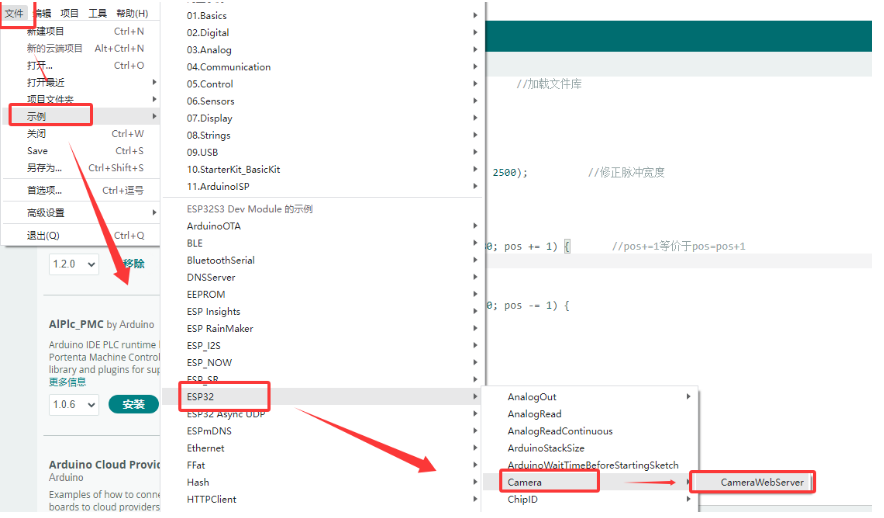 文件 编辑 项目 工具 帮助(H)
新建项目 Ctrl+N
新的云端项目 Alt+Ctrl+N
打开... Ctrl+O
打开最近
项目文件夹
示例
关闭 Ctrl+W
Save Ctrl+S
另存为... Ctrl+Shift+S
首选项... Ctrl+逗号
高级设置
退出(Q) Ctrl+Q
1.2.0 移除
AlPlc_PMC by Arduino
Arduino IDE PLC runtime
Portenta Machine Control
library and plugins for sup
更多信息
1.0.6 安装
Arduino Cloud Provid
Arduino
Examples of how to conne
boards to cloud providers
01.Basics
02.Digital
03.Analog
04.Communication
05.Control
06.Sensors
07.Display
08.Strings
09.USB
10.StarterKit_BasicKit
11.ArduinoISP
ESP32S3 Dev Module 的示例
ArduinoOTA
BLE
BluetoothSerial
DNSServer
EEPROM
ESP Insights
ESP RainMaker
ESP_I2S
ESP_NOW
ESP_SR
ESP32
ESP32 Async UDP
ESPmDNS
Ethernet
FFat
Hash
HTTPClient
AnalogOut
AnalogRead
AnalogReadContinuous
ArduinoStackSize
ArduinoWaitTimeBeforeStartingSketch
Camera
ChipID
CameraWebServer
//加载文件库
2500); //修正脉冲宽度
0; pos += 1) { //pos+=1等价于pos=pos+1
0; pos -= 1) {